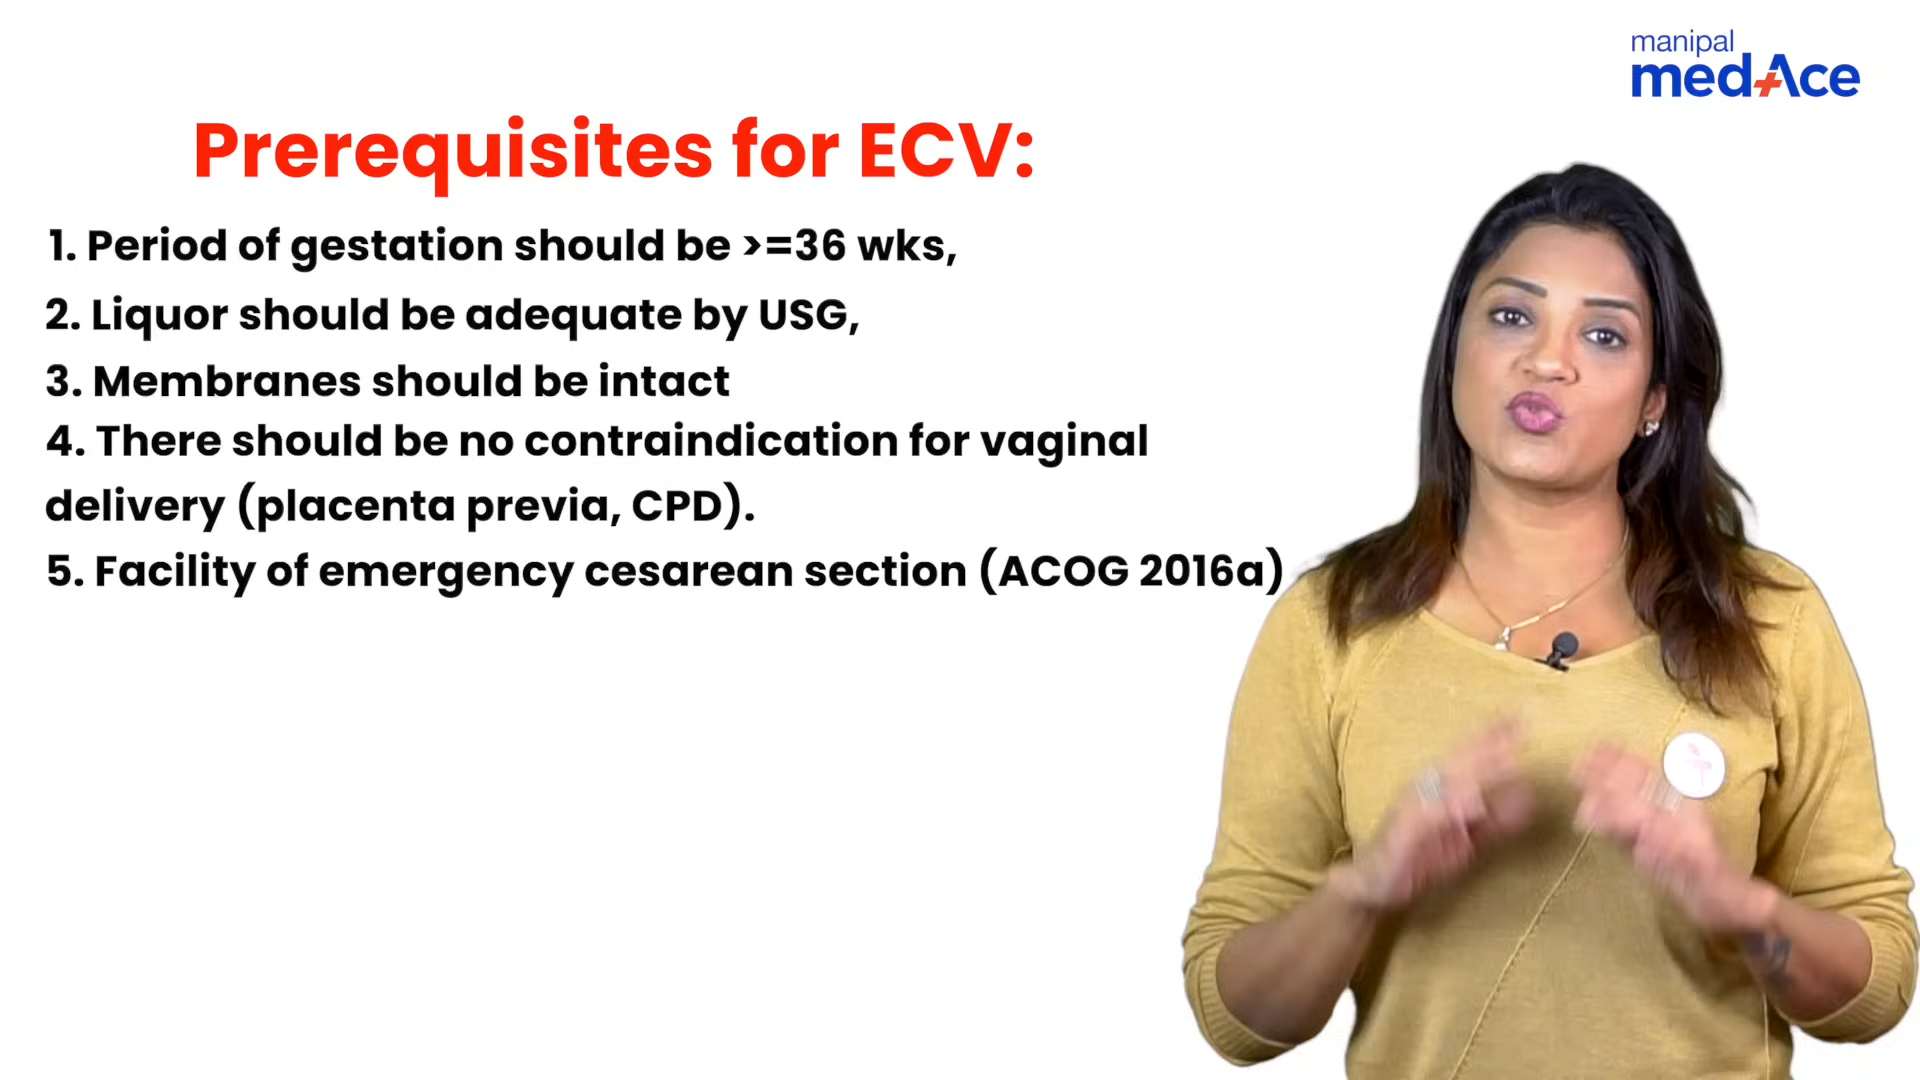 manipal
medAce
Prerequisites for ECV:
1. Period of gestation should be >=36 wks,
2. Liquor should be adequate by USG,
3. Membranes should be intact
4. There should be no contraindication for vaginal
delivery (placenta previa, CPD).
5. Facility of emergency cesarean section (ACOG 2016a)